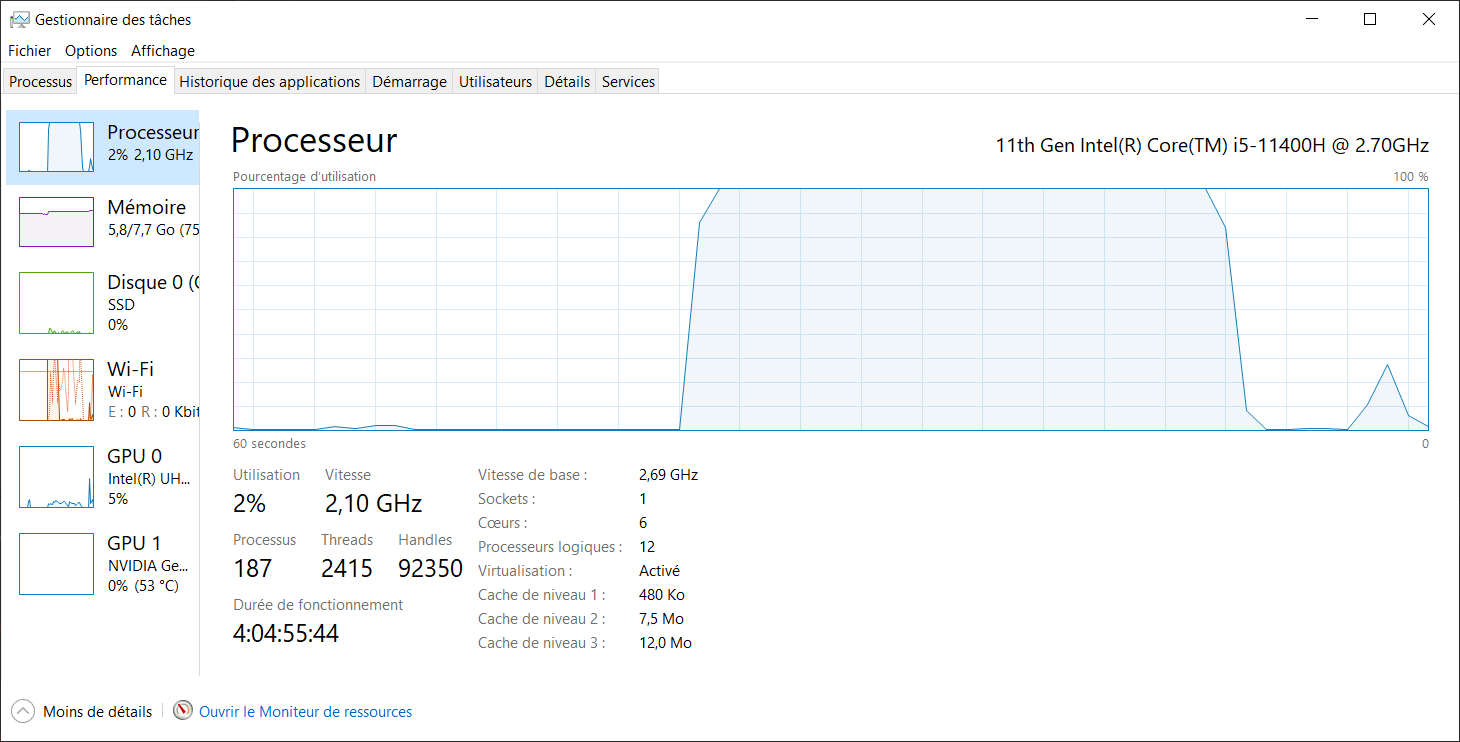 Gestionnaire des tâches
Fichier Options Affichage
Processus Performance Historique des applications Démarrage Utilisateurs Détails Services
Processeur
2% 2,10 GHz
Mémoire
5,8/7,7 Go (75
Disque 0 (C
SSD
0%
Wi-Fi
Wi-Fi
E : 0 R : 0 Kbit
GPU 0
Intel(R) UH...
5%
GPU 1
NVIDIA Ge...
0% (53 °C)
Processeur
11th Gen Intel(R) Core(TM) i5-11400H @ 2.70GHz
Pourcentage d'utilisation 100 %
60 secondes 0
Utilisation Vitesse
2% 2,10 GHz
Processus Threads Handles
187 2415 92350
Durée de fonctionnement
4:04:55:44
Vitesse de base : 2,69 GHz
Sockets : 1
Cœurs : 6
Processeurs logiques : 12
Virtualisation : Activé
Cache de niveau 1 : 480 Ko
Cache de niveau 2 : 7,5 Mo
Cache de niveau 3 : 12,0 Mo
Moins de détails Ouvrir le Moniteur de ressources